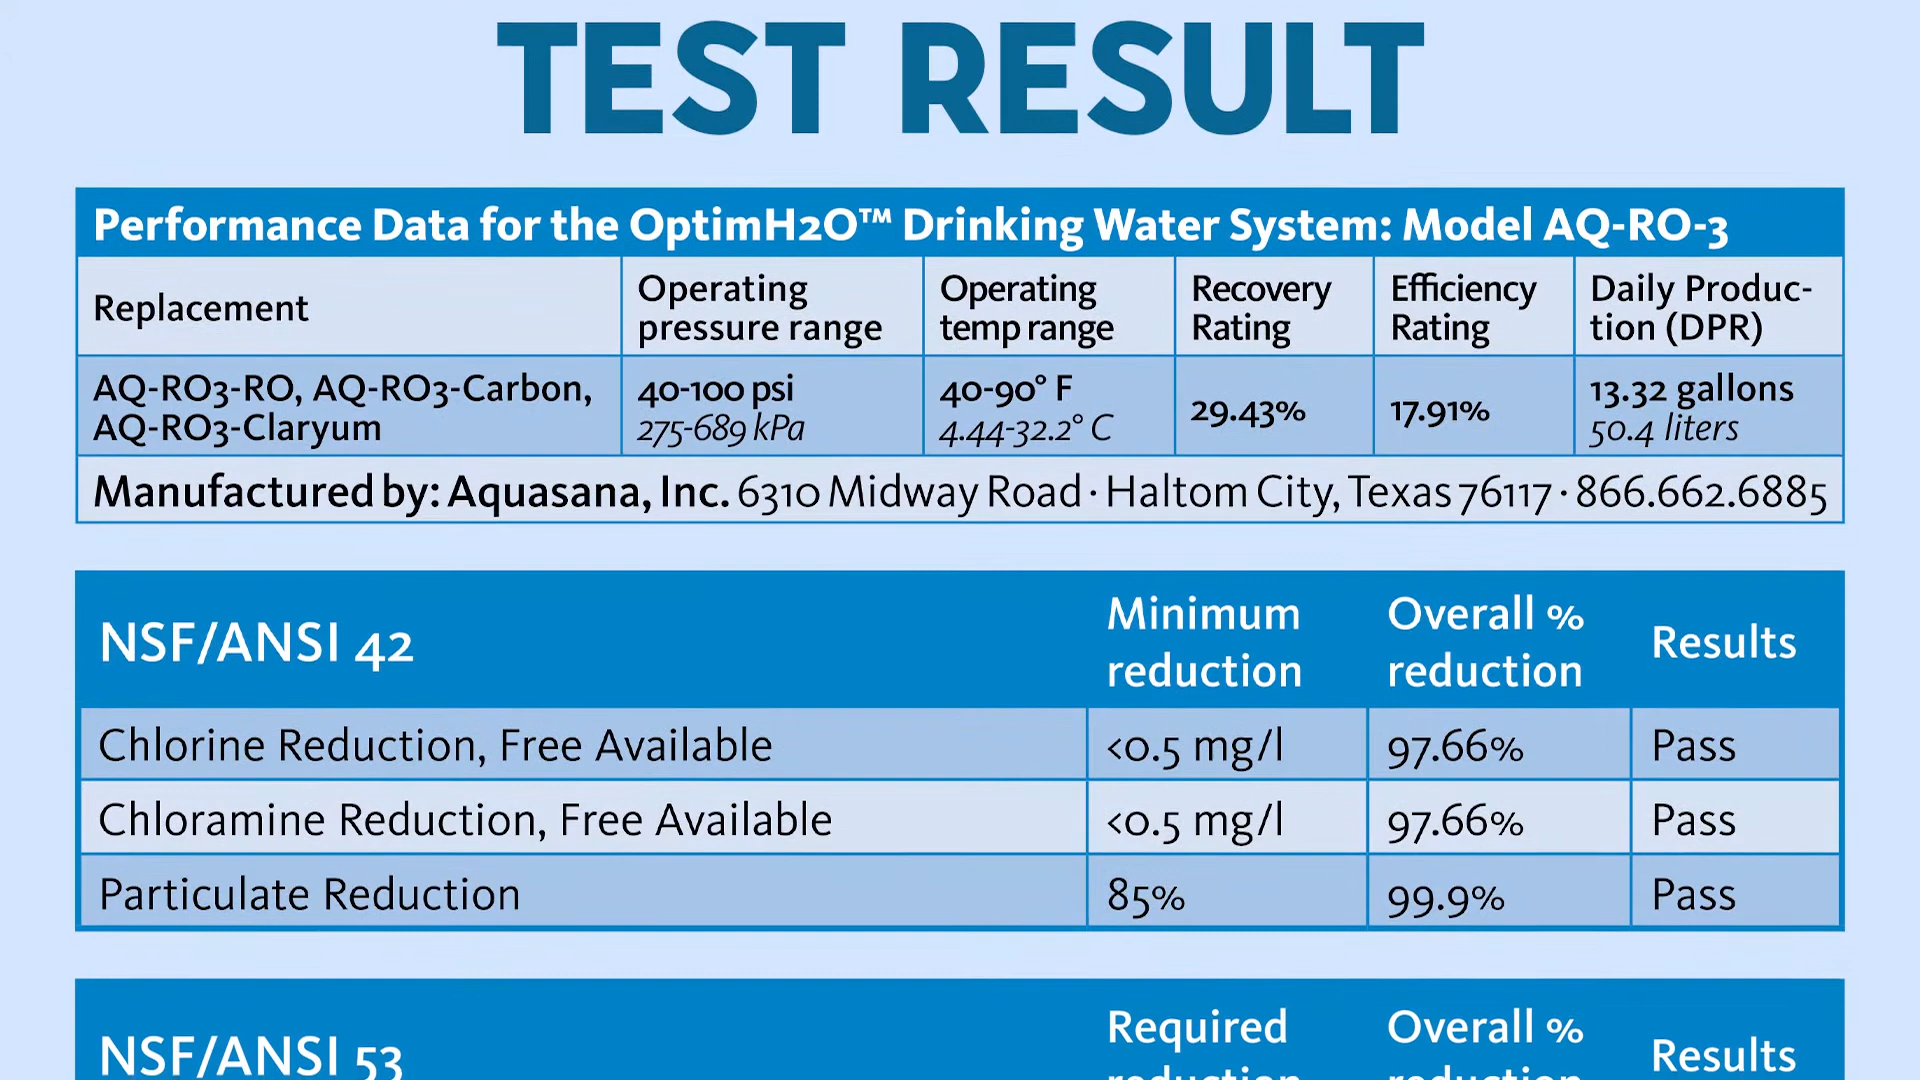 TEST RESULT
Performance Data for the OptimH2O™ Drinking Water System: Model AQ-RO-3
Replacement
Operating
pressure range
Operating
temp range
Recovery
Rating
Efficiency
Rating
Daily Produc-
tion (DPR)
AQ-RO3-RO, AQ-RO3-Carbon,
AQ-RO3-Claryum
40-100 psi
275-689 kPa
40-90° F
4.44-32.2° C
29.43%
17.91%
13.32 gallons
50.4 liters
Manufactured by: Aquasana, Inc. 6310 Midway Road · Haltom City, Texas 76117 · 866.662.6885
NSF/ANSI 42
Minimum
reduction
Overall %
reduction
Results
Chlorine Reduction, Free Available
<0.5 mg/l
97.66%
Pass
Chloramine Reduction, Free Available
<0.5 mg/l
97.66%
Pass
Particulate Reduction
85%
99.9%
Pass
NSF/ANSI 53
Required
reduction
Overall %
reduction
Results